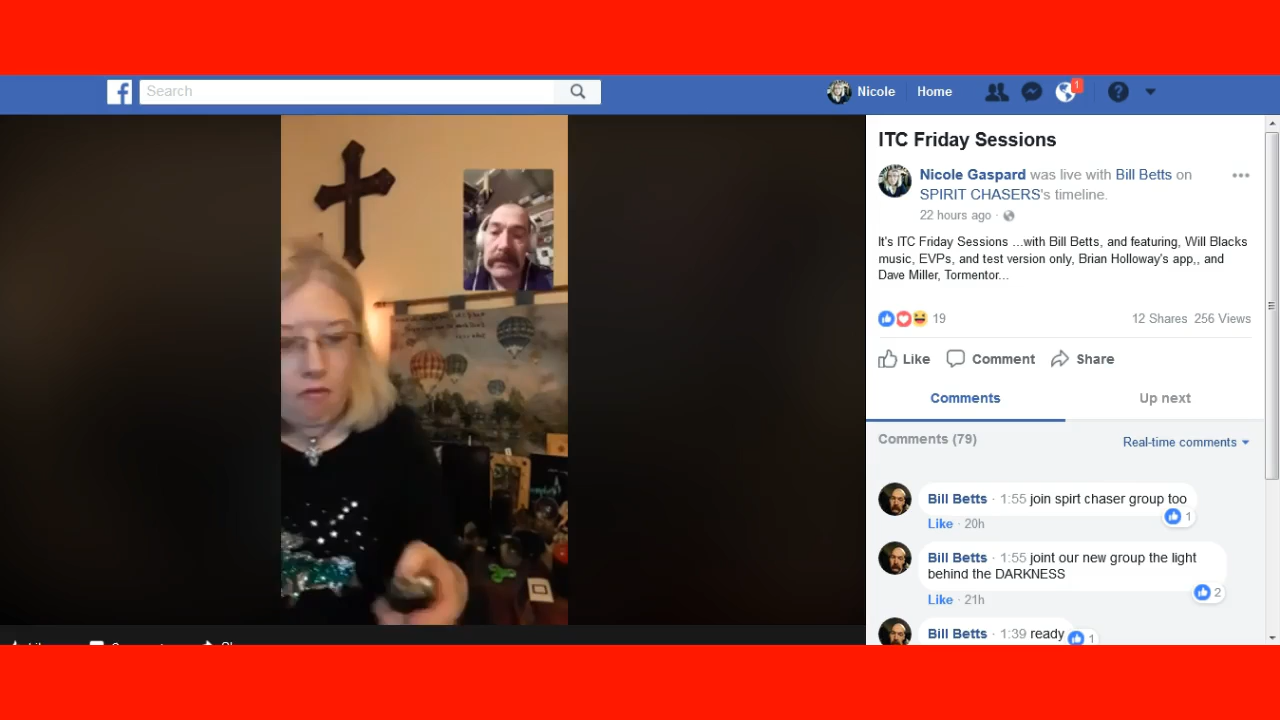 Search
Nicole Home
1
ITC Friday Sessions
Nicole Gaspard was live with Bill Betts on
SPIRIT CHASERS's timeline.
22 hours ago ·
It's ITC Friday Sessions ...with Bill Betts, and featuring, Will Blacks
music, EVPs, and test version only, Brian Holloway's app,, and
Dave Miller, Tormentor...
19 12 Shares 256 Views
Like Comment Share
Comments Up next
Comments (79)
Real-time comments
Bill Betts · 1:55 join spirt chaser group too
1
Like · 20h
Bill Betts · 1:55 joint our new group the light
behind the DARKNESS
2
Like · 21h
Bill Betts · 1:39 ready
1